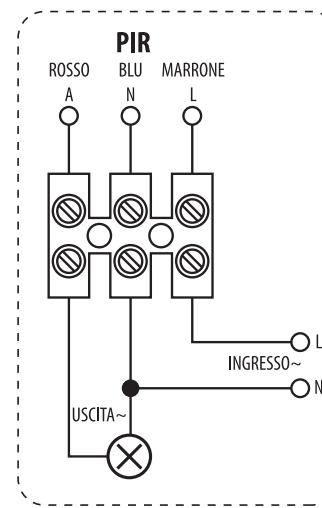 PIR
ROSSO BLU MARRONE
A N L
L
INGRESSO~
N
USCITA~